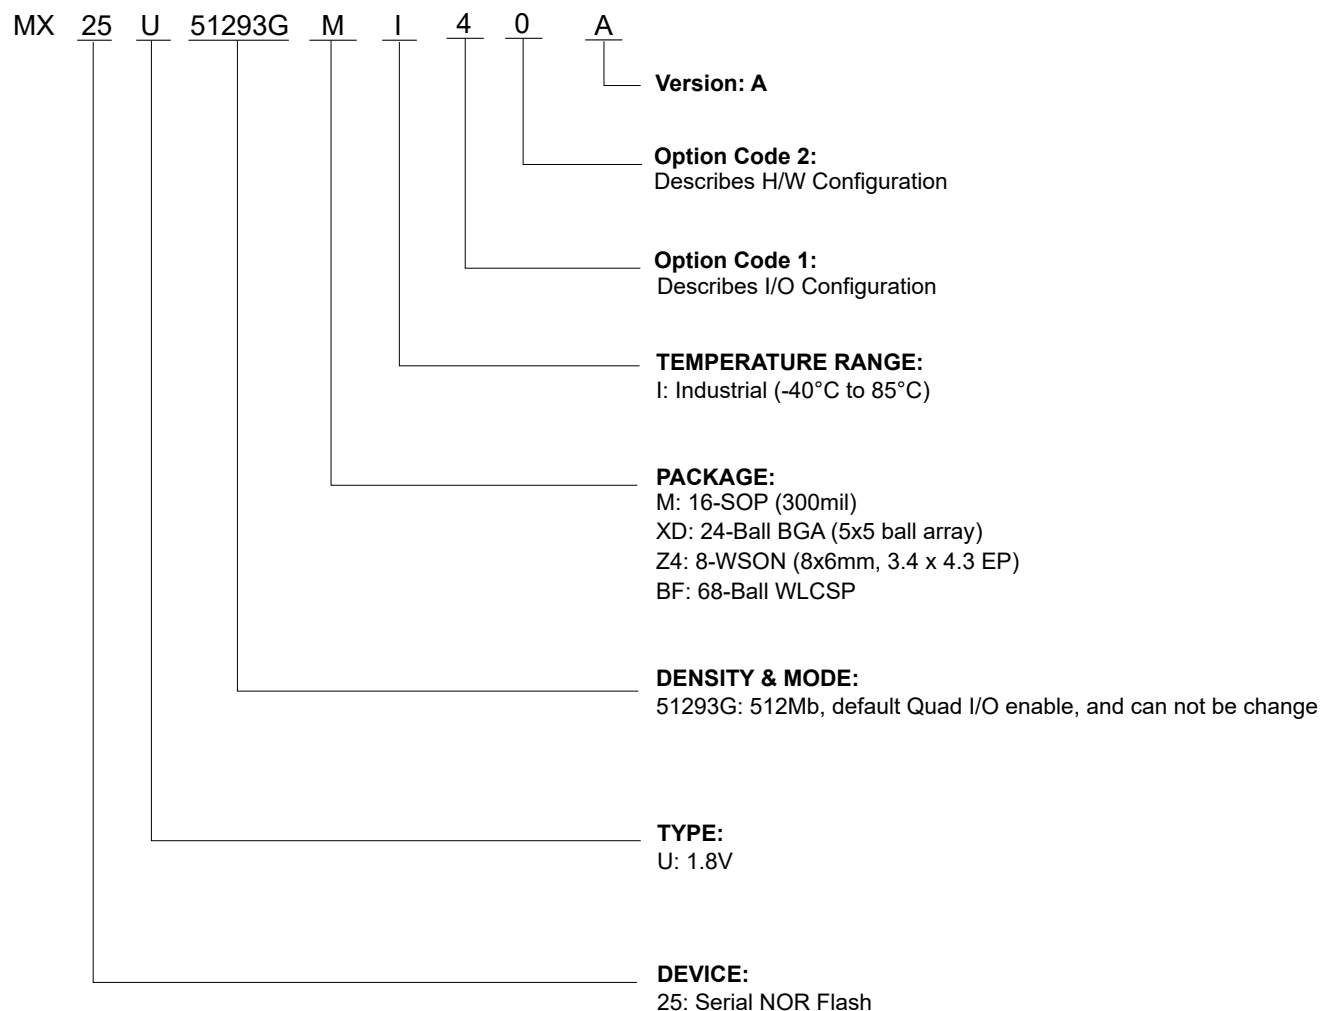 MX 25 U 51293G M I 4 0 A
Version: A
Option Code 2:
Describes H/W Configuration
Option Code 1:
Describes I/O Configuration
TEMPERATURE RANGE:
I: Industrial (-40°C to 85°C)
PACKAGE:
M: 16-SOP (300mil)
XD: 24-Ball BGA (5x5 ball array)
Z4: 8-WSON (8x6mm, 3.4 x 4.3 EP)
BF: 68-Ball WLCSP
DENSITY & MODE:
51293G: 512Mb, default Quad I/O enable, and can not be change
TYPE:
U: 1.8V
DEVICE:
25: Serial NOR Flash